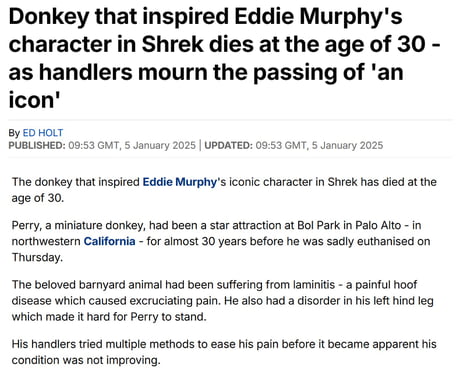 Donkey that inspired Eddie Murphy's
character in Shrek dies at the age of 30 -
as handlers mourn the passing of 'an
icon'
By ED HOLT
PUBLISHED: 09:53 GMT, 5 January 2025 | UPDATED: 09:53 GMT, 5 January 2025
The donkey that inspired Eddie Murphy's iconic character in Shrek has died at the
age of 30.
Perry, a miniature donkey, had been a star attraction at Bol Park in Palo Alto - in
northwestern California - for almost 30 years before he was sadly euthanised on
Thursday.
The beloved barnyard animal had been suffering from laminitis - a painful hoof
disease which caused excruciating pain. He also had a disorder in his left hind leg
which made it hard for Perry to stand.
His handlers tried multiple methods to ease his pain before it became apparent his
condition was not improving.